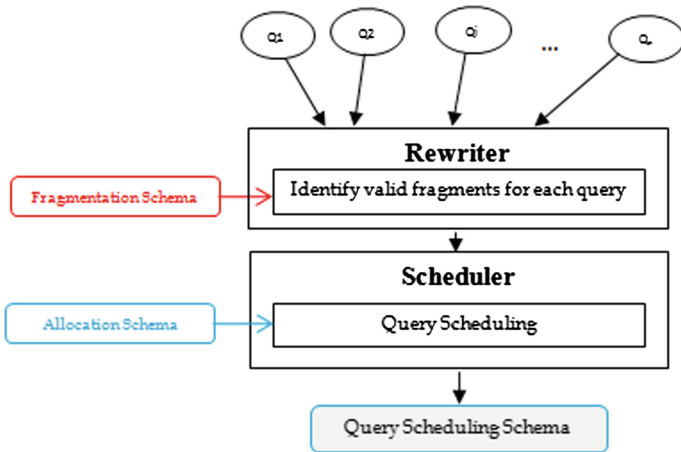 Q1
Q2
Qj
...
Rewriter
Identify valid fragments for each query
Fragmentation Schema
Scheduler
Allocation Schema
Query Scheduling
Query Scheduling Schema